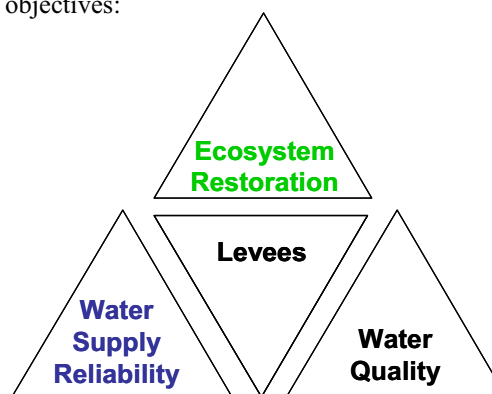 objectives:
Ecosystem
Restoration
Levees
Water
Supply
Reliability
Water
Quality